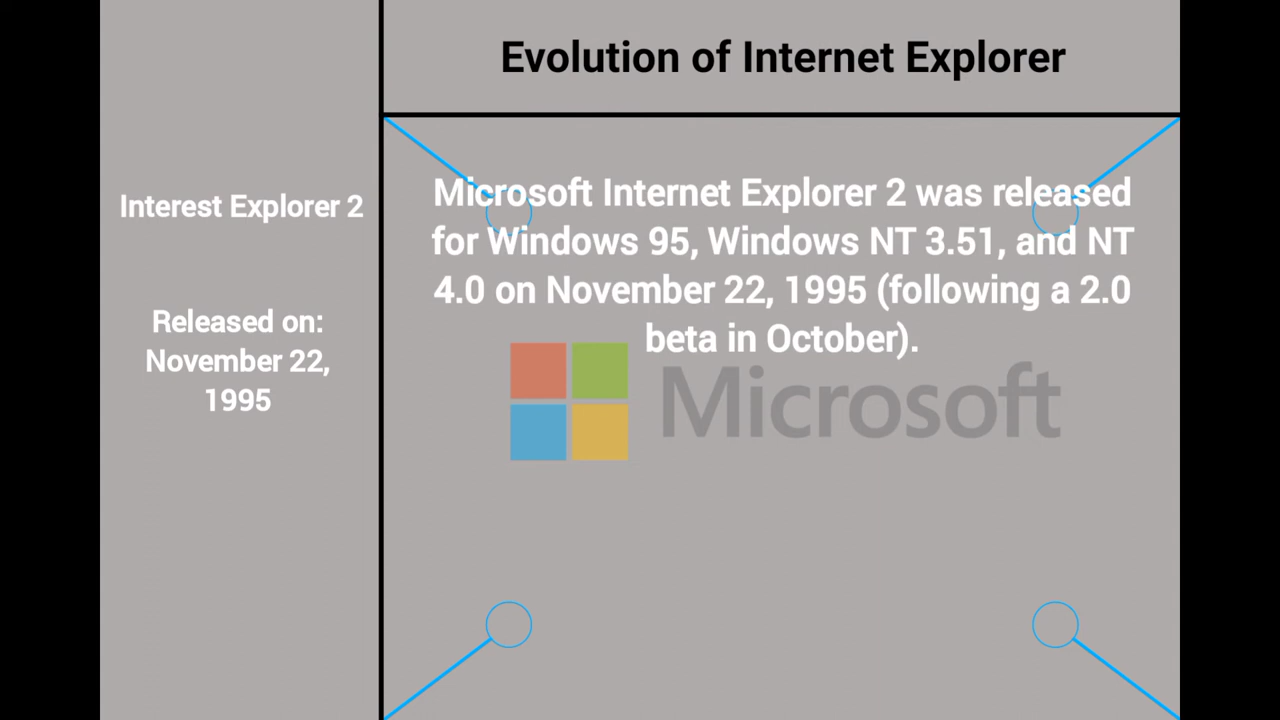 Evolution of Internet Explorer
Interest Explorer 2
Released on:
November 22,
1995
Microsoft Internet Explorer 2 was released
for Windows 95, Windows NT 3.51, and NT
4.0 on November 22, 1995 (following a 2.0
beta in October).
Microsoft